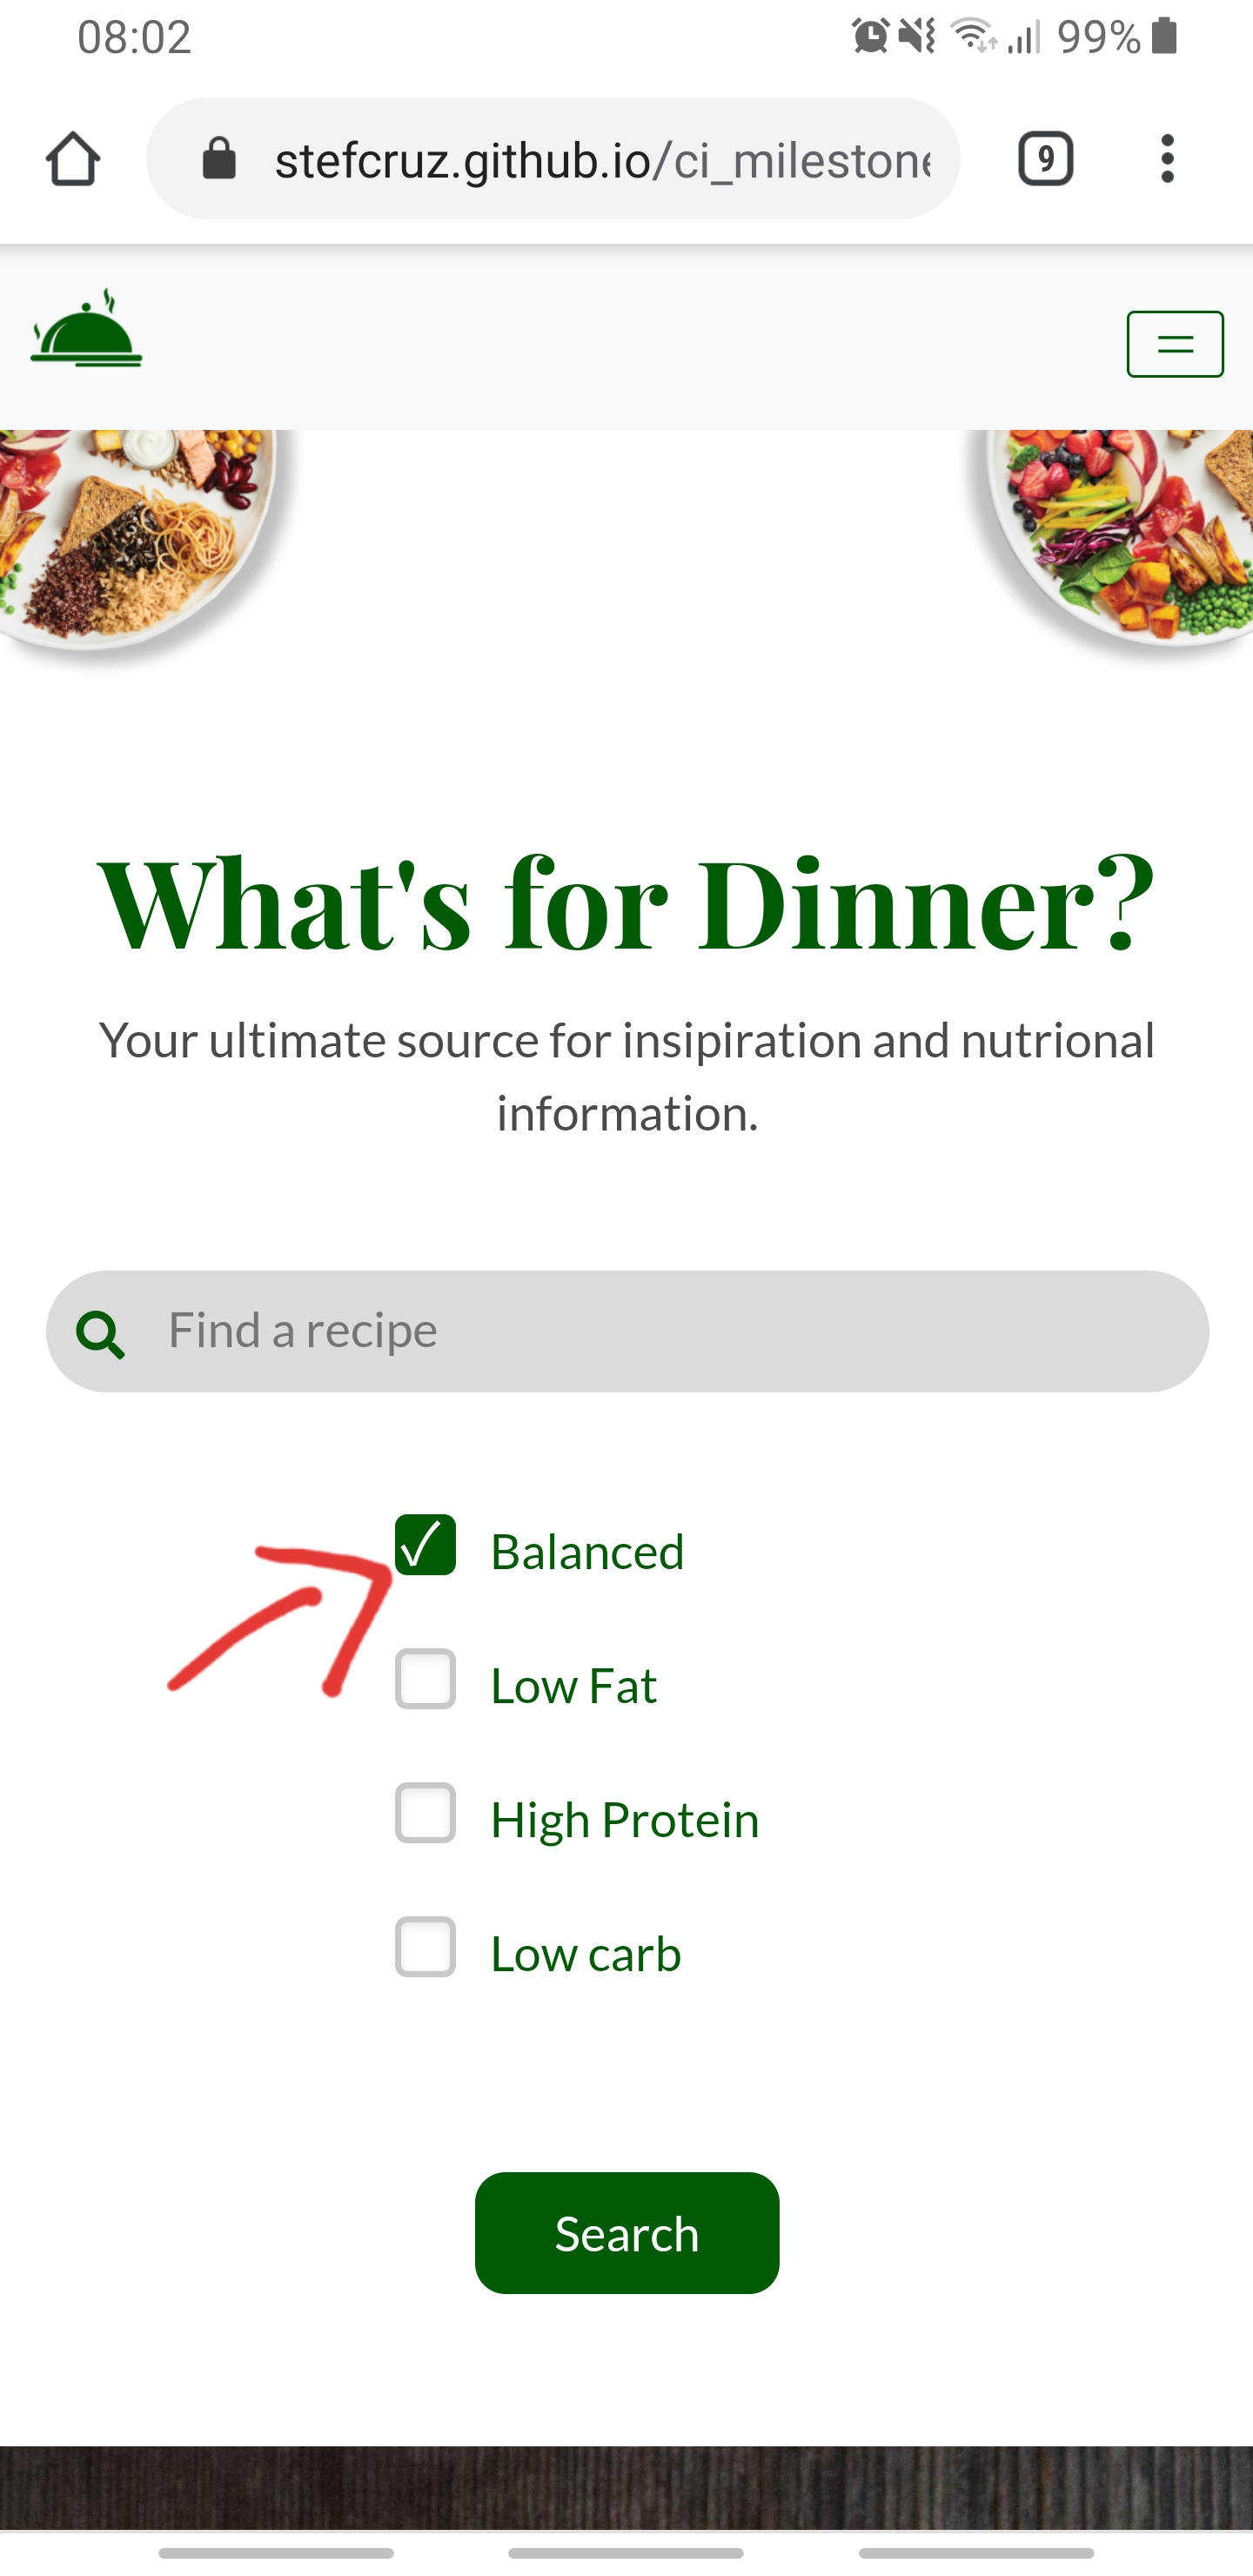 08:02 99%
stefcruz.github.io/ci_milestone
9
What's for Dinner?
Your ultimate source for insipiration and nutrional
information.
Find a recipe
Balanced
Low Fat
High Protein
Low carb
Search